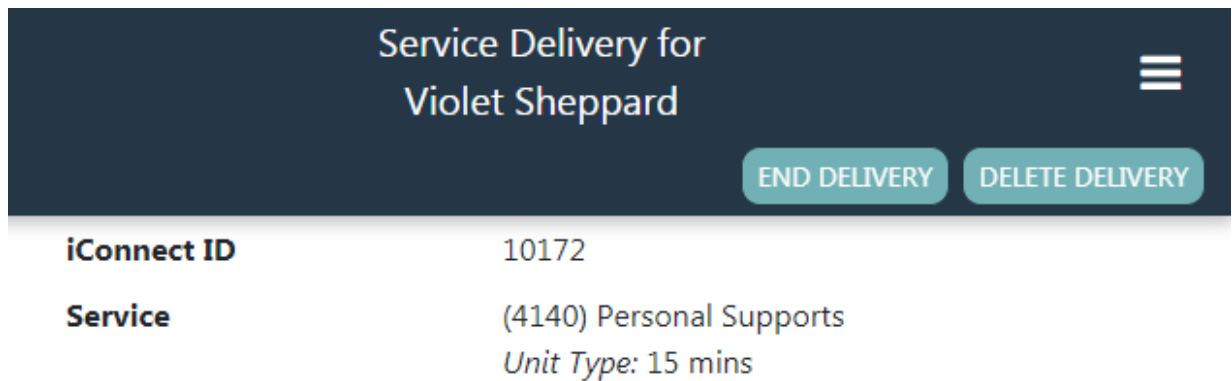 Service Delivery for
Violet Sheppard
END DELIVERY DELETE DELIVERY
iConnect ID 10172
Service (4140) Personal Supports
Unit Type: 15 mins